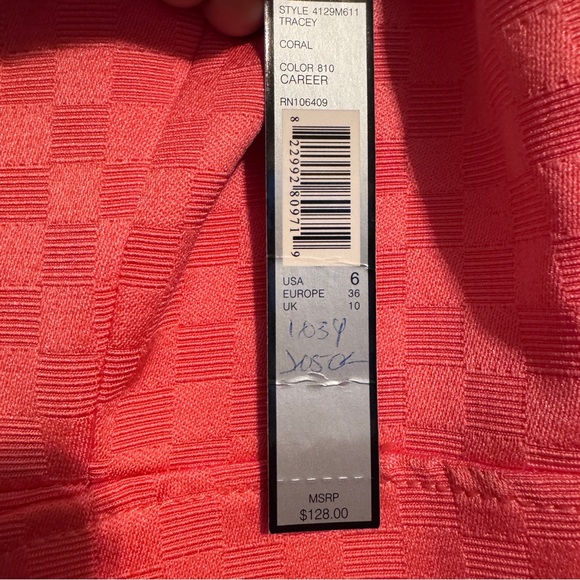 STYLE 4129M611
TRACEY
CORAL
COLOR 810
CAREER
RN106409
8 22992 80971 9
USA 6
EUROPE 36
UK 10
1034
MSRP
$128.00